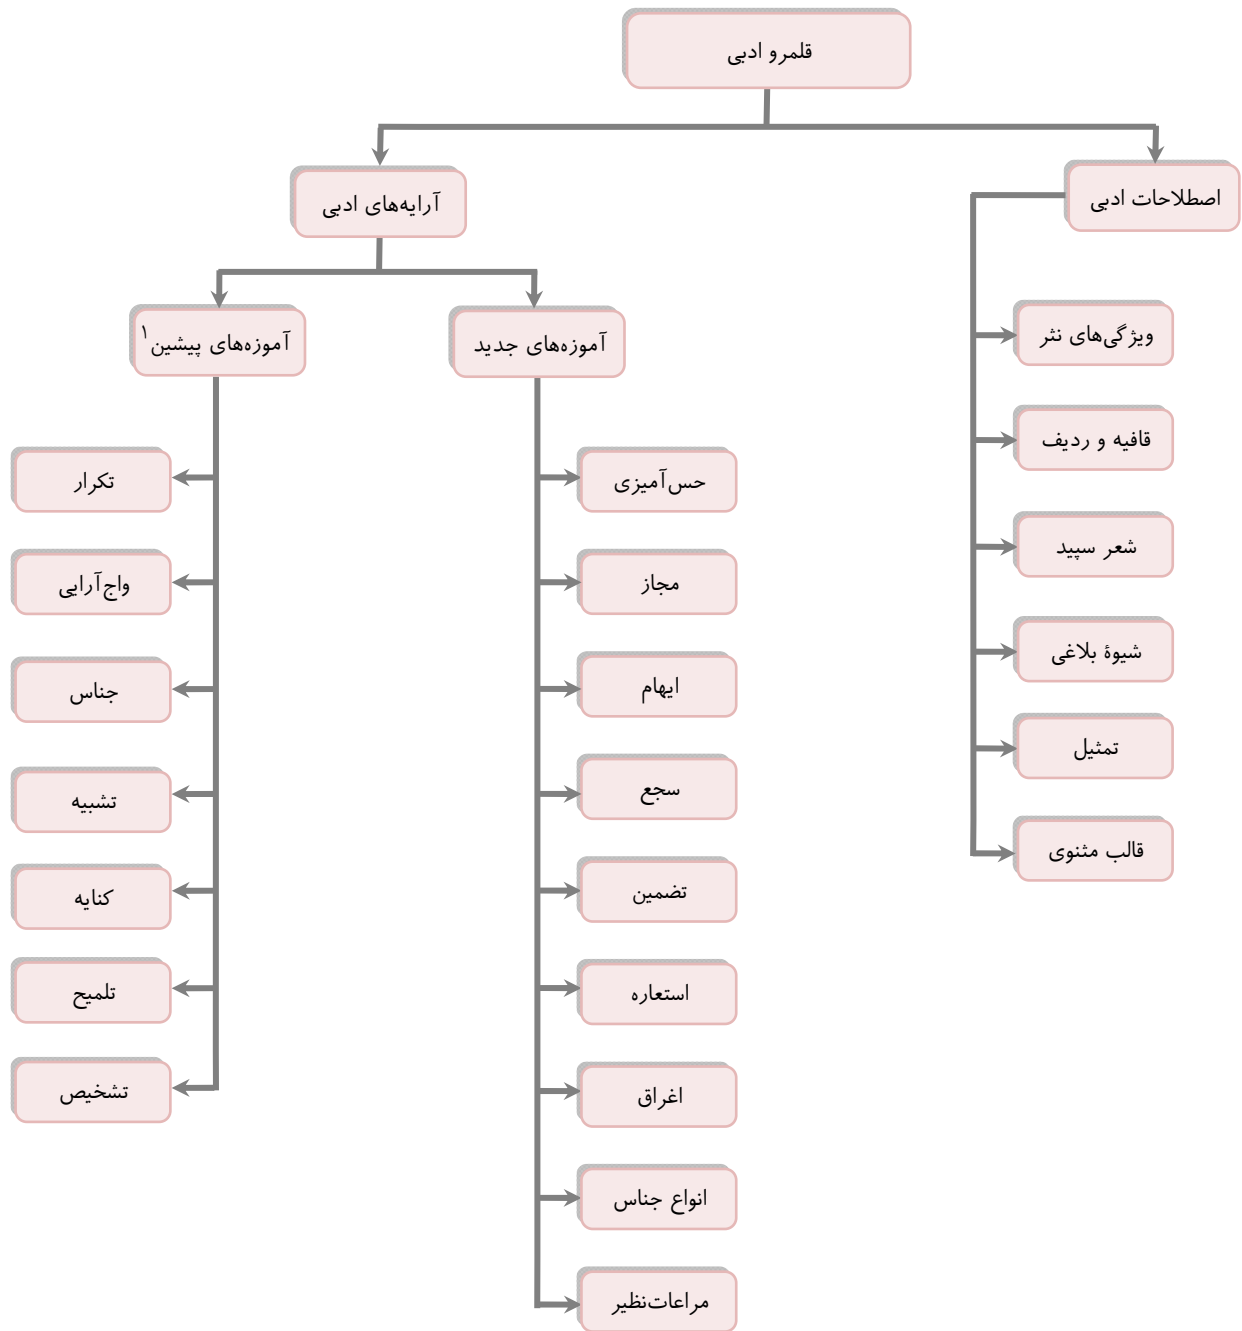 قلمرو ادبی
اصطلاحات ادبی
ویژگی‌های نثر
قافیه و ردیف
شعر سپید
شیوۀ بلاغی
تمثیل
قالب مثنوی
آرایه‌های ادبی
آموزه‌های جدید
حس‌آمیزی
مجاز
ایهام
سجع
تضمین
استعاره
اغراق
انواع جناس
مراعات‌نظیر
آموزه‌های پیشین۱
تکرار
واج‌آرایی
جناس
تشبیه
کنایه
تلمیح
تشخیص